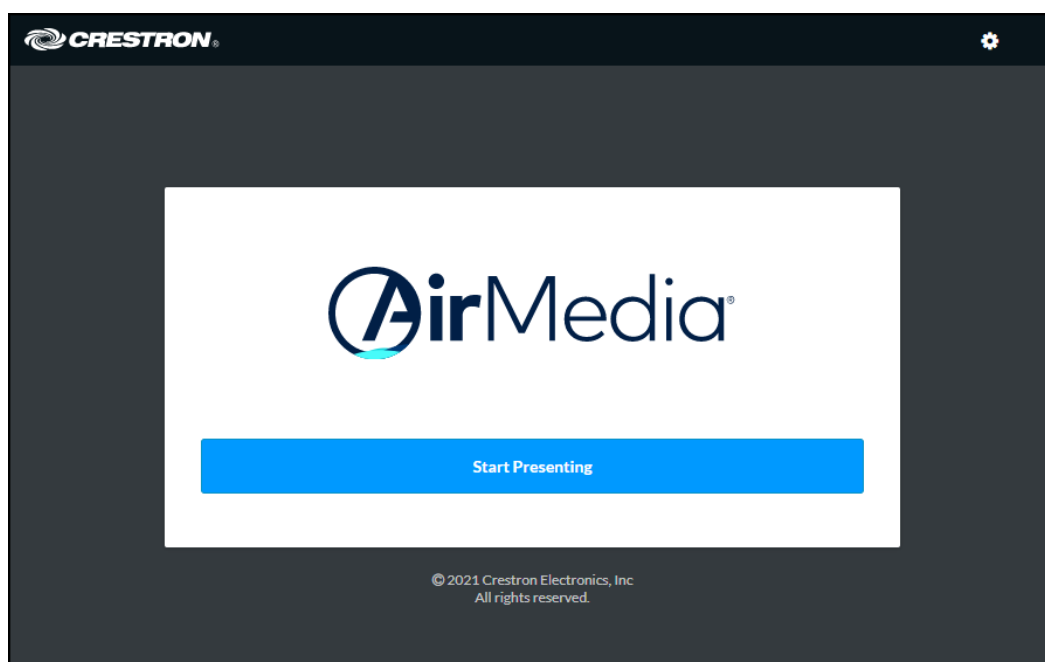 CRESTRON®
AirMedia®
Start Presenting
© 2021 Crestron Electronics, Inc
All rights reserved.